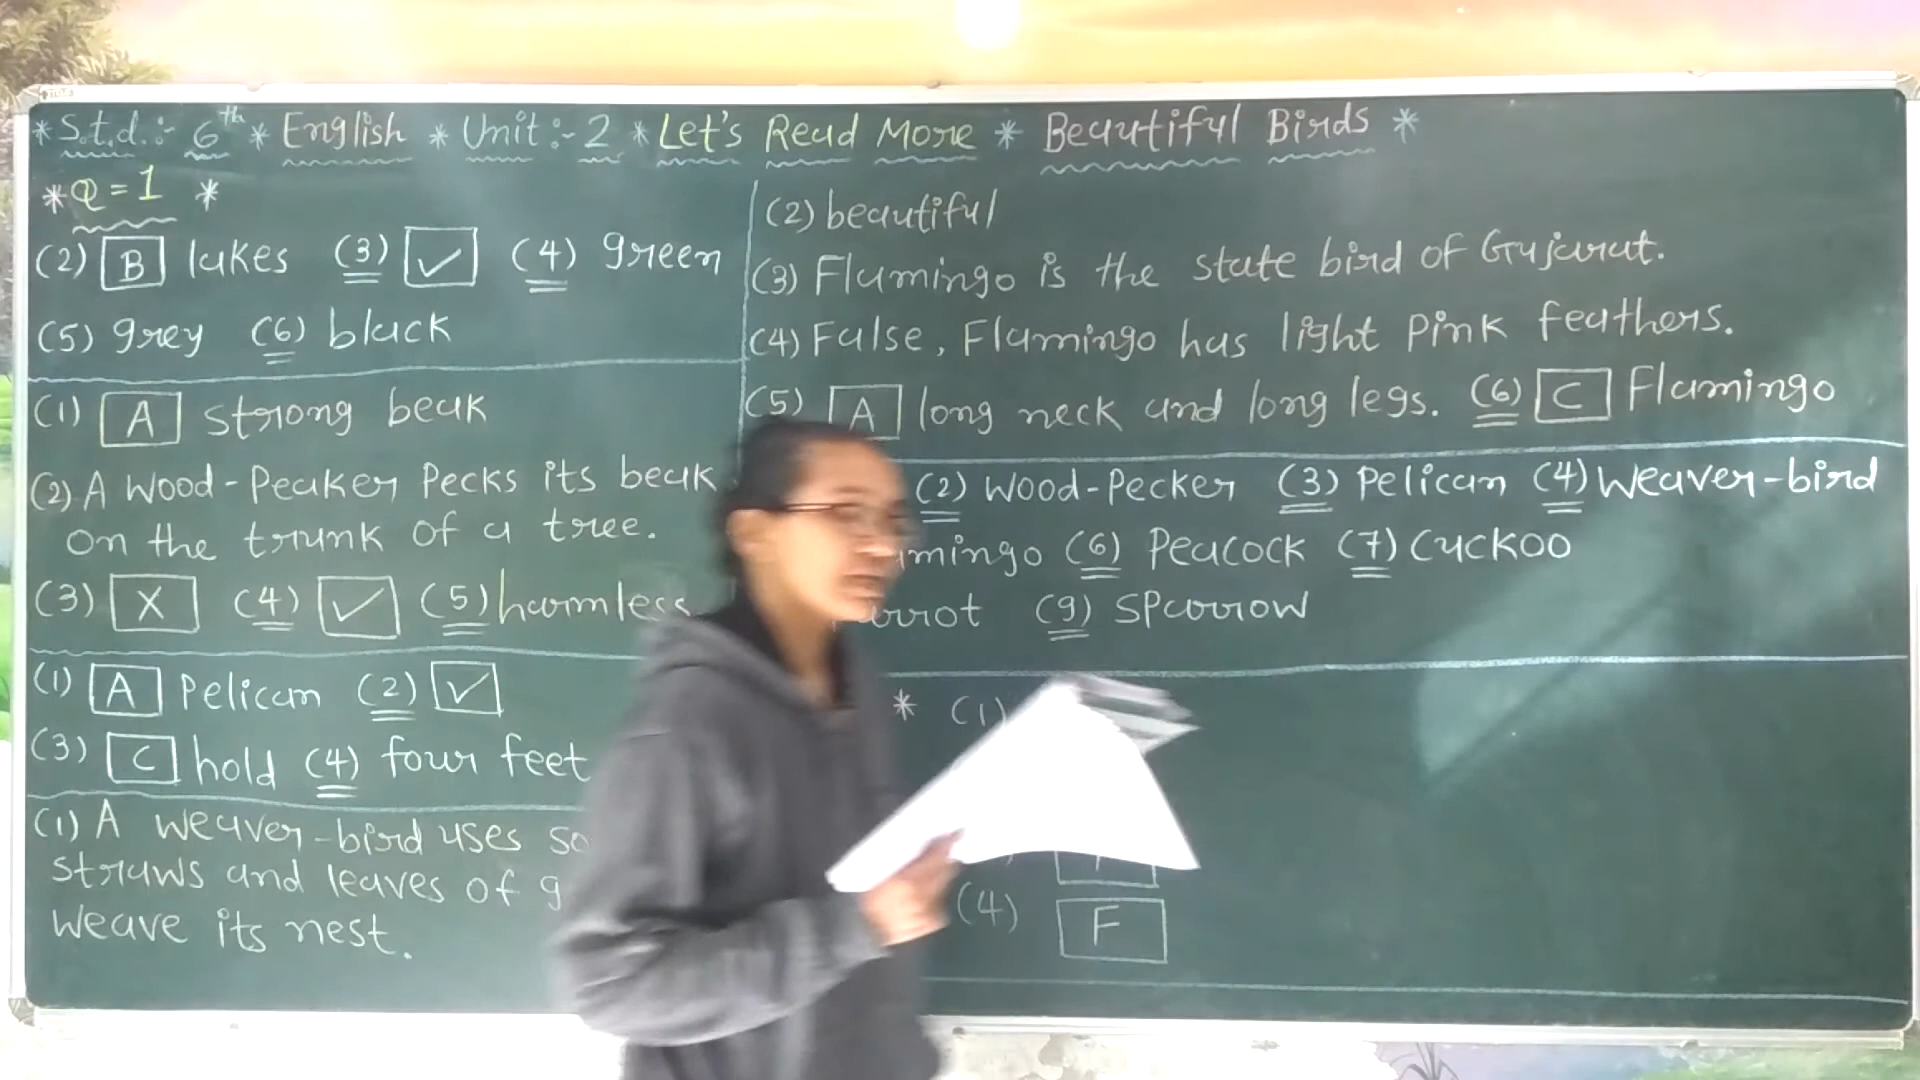 * S.t.d.:- 6th * English * Unit:- 2 * Let's Read More * Beautiful Birds *
* Q = 1 *
(2) B lakes (3) ✓ (4) green
(5) grey (6) black
(1) A strong beak
(2) A Wood-Peaker Pecks its beak
on the trunk of a tree.
(3) X (4) ✓ (5) harmless
(1) A Pelican (2) ✓
(3) C hold (4) four feet
(1) A weaver-bird uses
straws and leaves of
weave its nest.
(2) beautiful
(3) Flamingo is the state bird of Gujarat.
(4) False, Flamingo has light Pink feathers.
(5) A long neck and long legs. (6) C Flamingo
(2) Wood-Pecker (3) Pelican (4) Weaver-bird
(6) Peacock (7) Cuckoo
(9) Sparrow
* (1)
(4) F